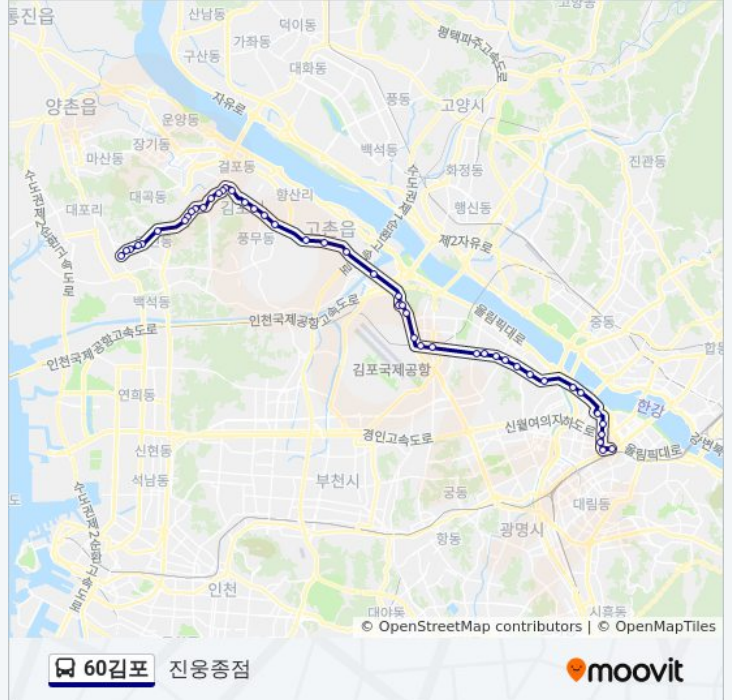 통진읍
산남동
고양동
덕이동
가좌동
구산동
대화동
평택파주고속도로
풍동
고양시
양촌읍
자유로
운양동
장기동
백석동
진관동
마산동
걸포동
화정동
대곡동
향산리
행신동
수도권제2순환고속도로
대포리
고촌읍
수도권제1순환고속도로
풍무동
제2자유로
백석동
인천국제공항고속도로
올림픽대로
중동
인천국제공항고속도로
김포국제공항
연희동
한강
신월여의지하도로
경인고속도로
강변북
신현동
올림픽대로
석남동
부천시
궁동
수도권제2순환고속도로
대림동
광명시
항동
인천
대야동
시흥동
© OpenStreetMap contributors | © OpenMapTiles
60김포 진웅종점
moovit